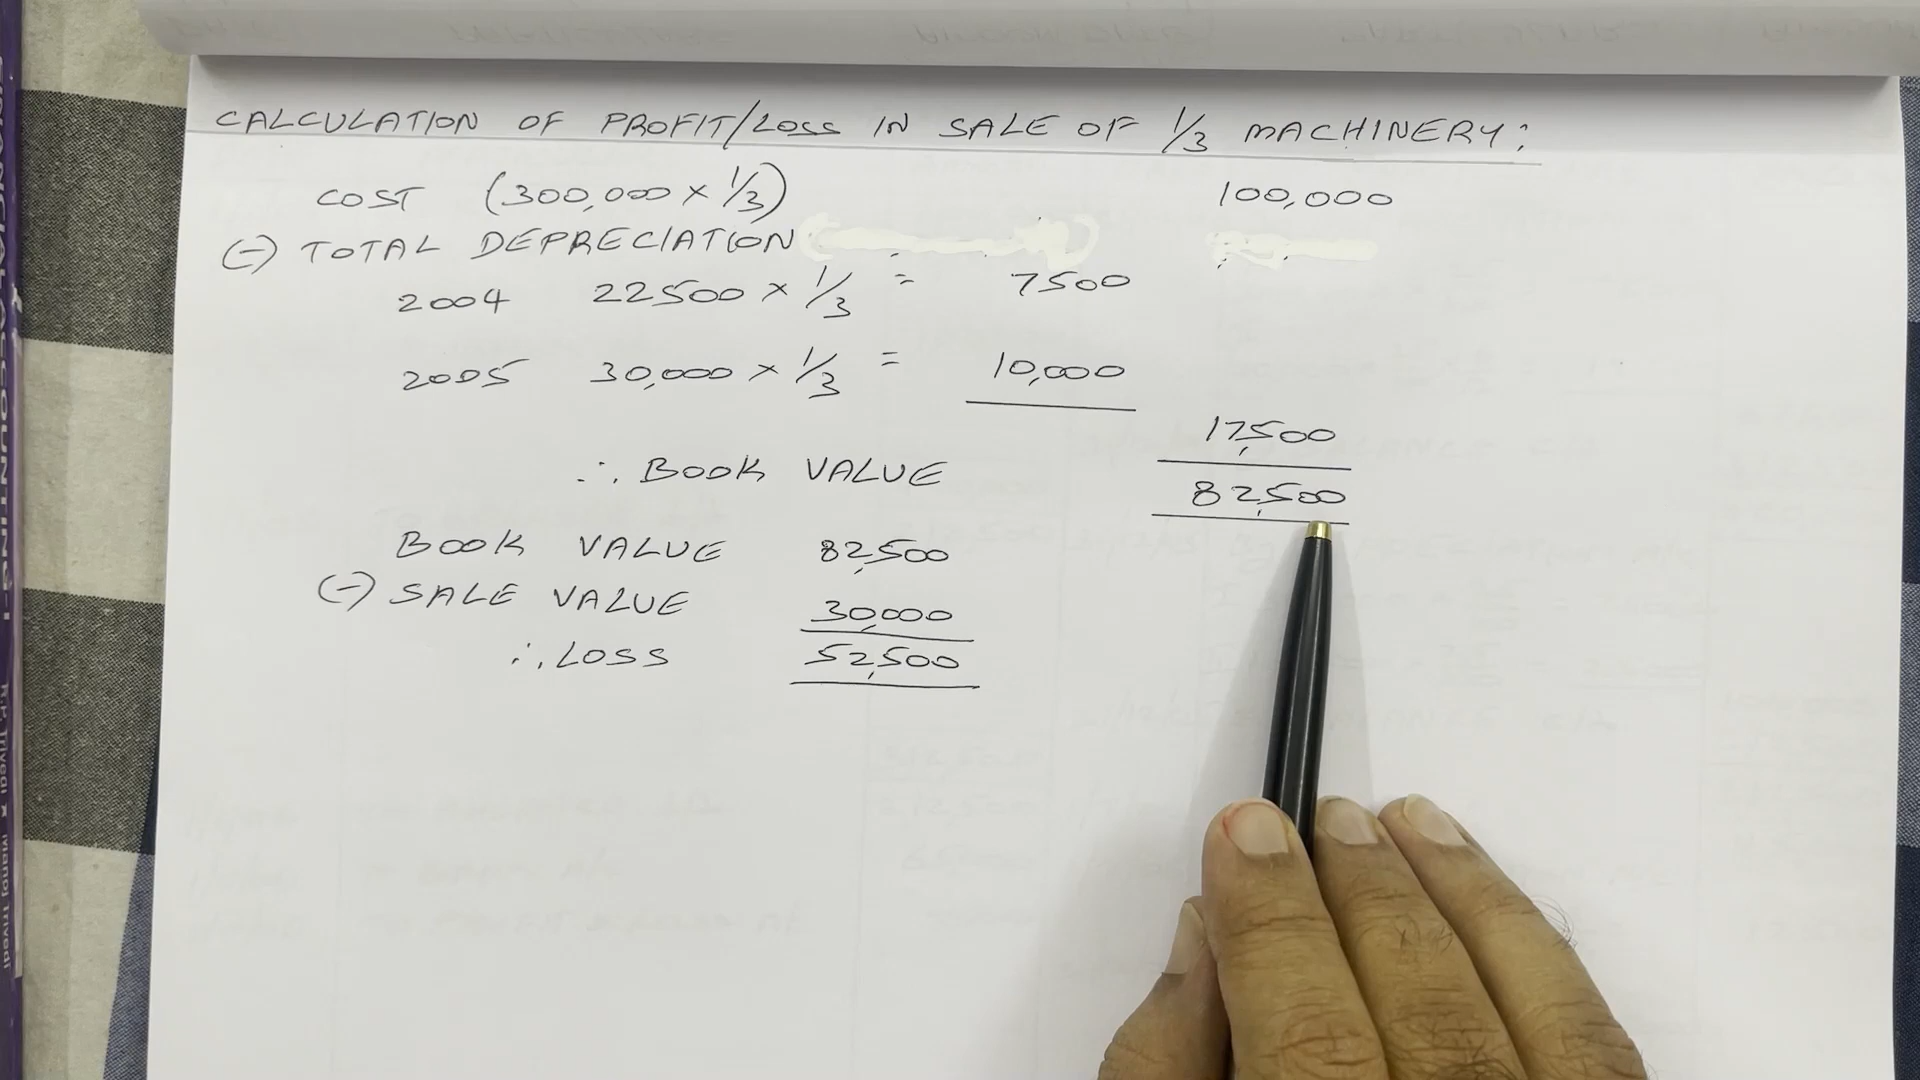 CALCULATION OF PROFIT/LOSS IN SALE OF 1/3 MACHINERY:
COST (300,000 × 1/3) 100,000
(-) TOTAL DEPRECIATION
2004 22500 × 1/3 = 7500
2005 30,000 × 1/3 = 10,000
17,500
∴ BOOK VALUE 82,500
BOOK VALUE 82,500
(-) SALE VALUE 30,000
∴ LOSS 52,500